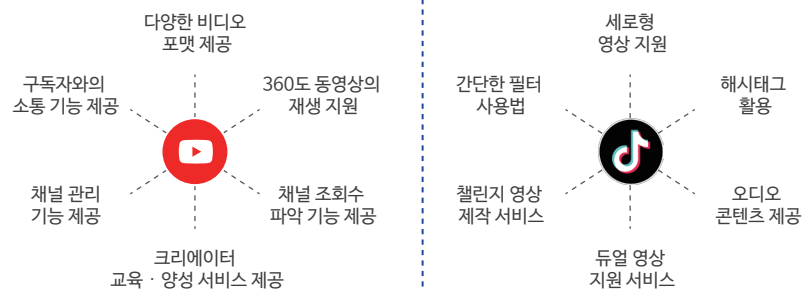 다양한 비디오
포맷 제공
구독자와의
소통 기능 제공
360도 동영상의
재생 지원
채널 관리
기능 제공
채널 조회수
파악 기능 제공
크리에이터
교육 · 양성 서비스 제공
세로형
영상 지원
간단한 필터
사용법
해시태그
활용
챌린지 영상
제작 서비스
오디오
콘텐츠 제공
듀얼 영상
지원 서비스